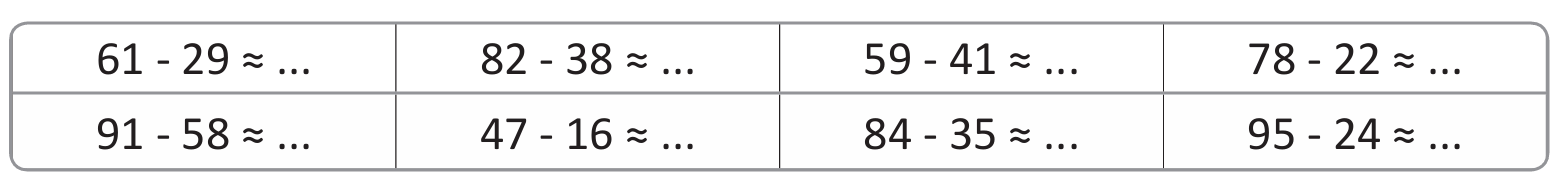 61 - 29 ≈ ... 82 - 38 ≈ ... 59 - 41 ≈ ... 78 - 22 ≈ ...
91 - 58 ≈ ... 47 - 16 ≈ ... 84 - 35 ≈ ... 95 - 24 ≈ ...